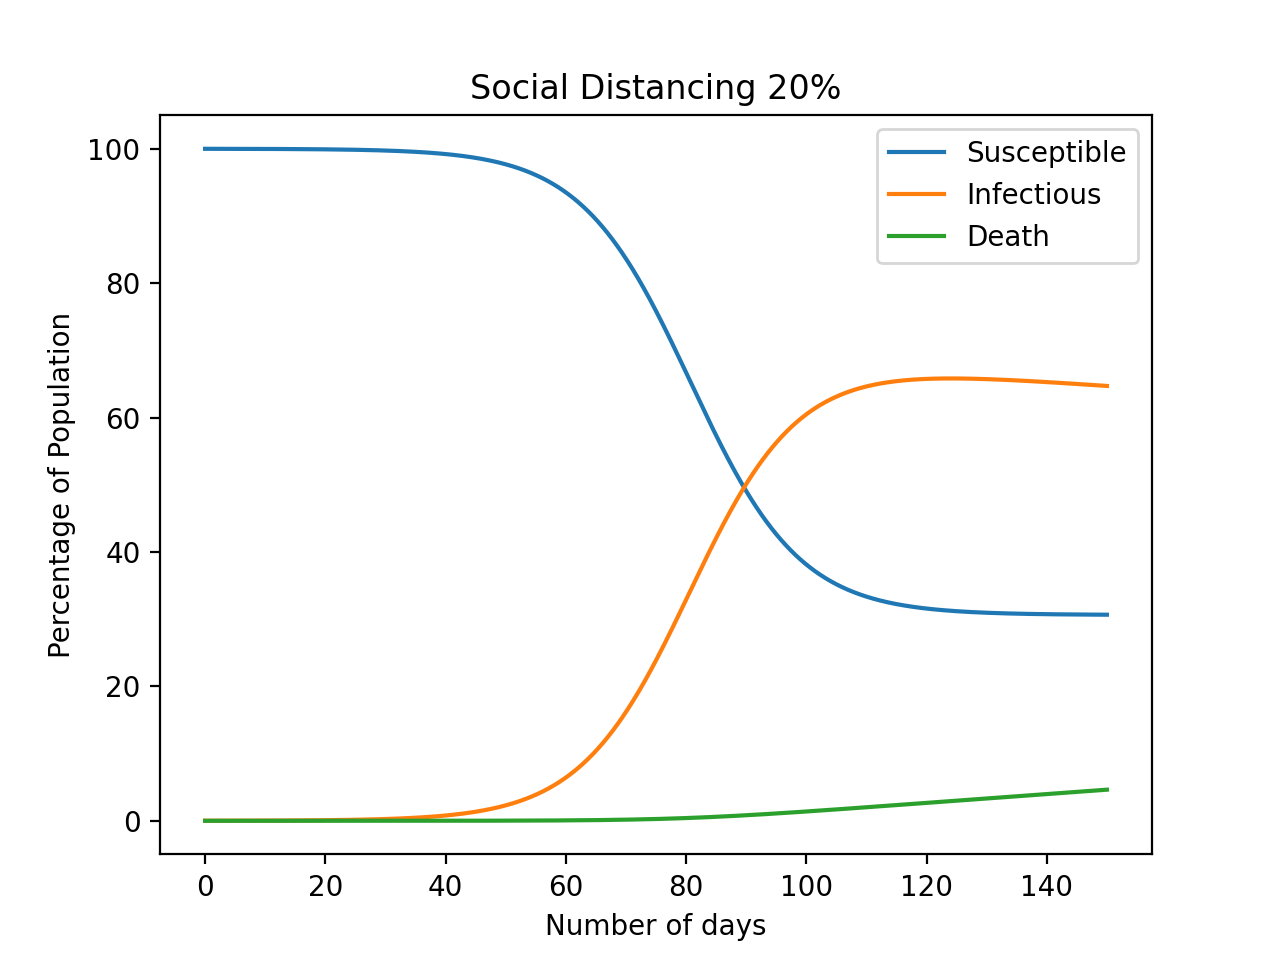 Social Distancing 20%
Susceptible
Infectious
Death
Percentage of Population
100
80
60
40
20
0
0 20 40 60 80 100 120 140
Number of days